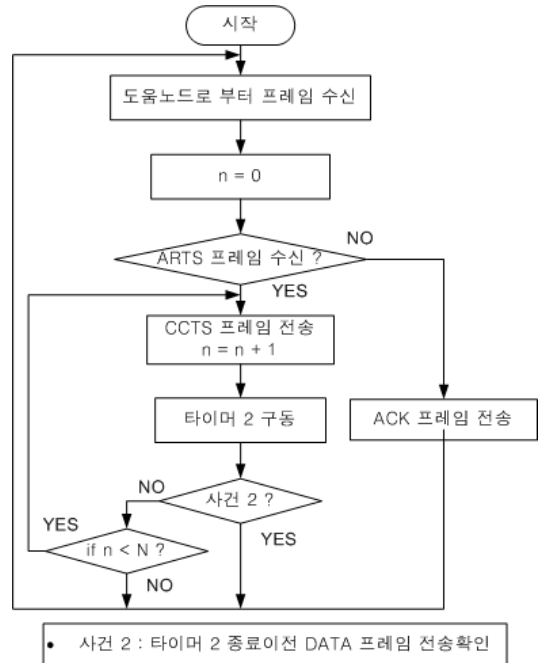 시작
도움노드로 부터 프레임 수신
n = 0
ARTS 프레임 수신 ?
NO
YES
CCTS 프레임 전송
n = n + 1
타이머 2 구동
ACK 프레임 전송
사건 2 ?
NO
YES
YES
if n < N ?
NO
• 사건 2 : 타이머 2 종료이전 DATA 프레임 전송확인